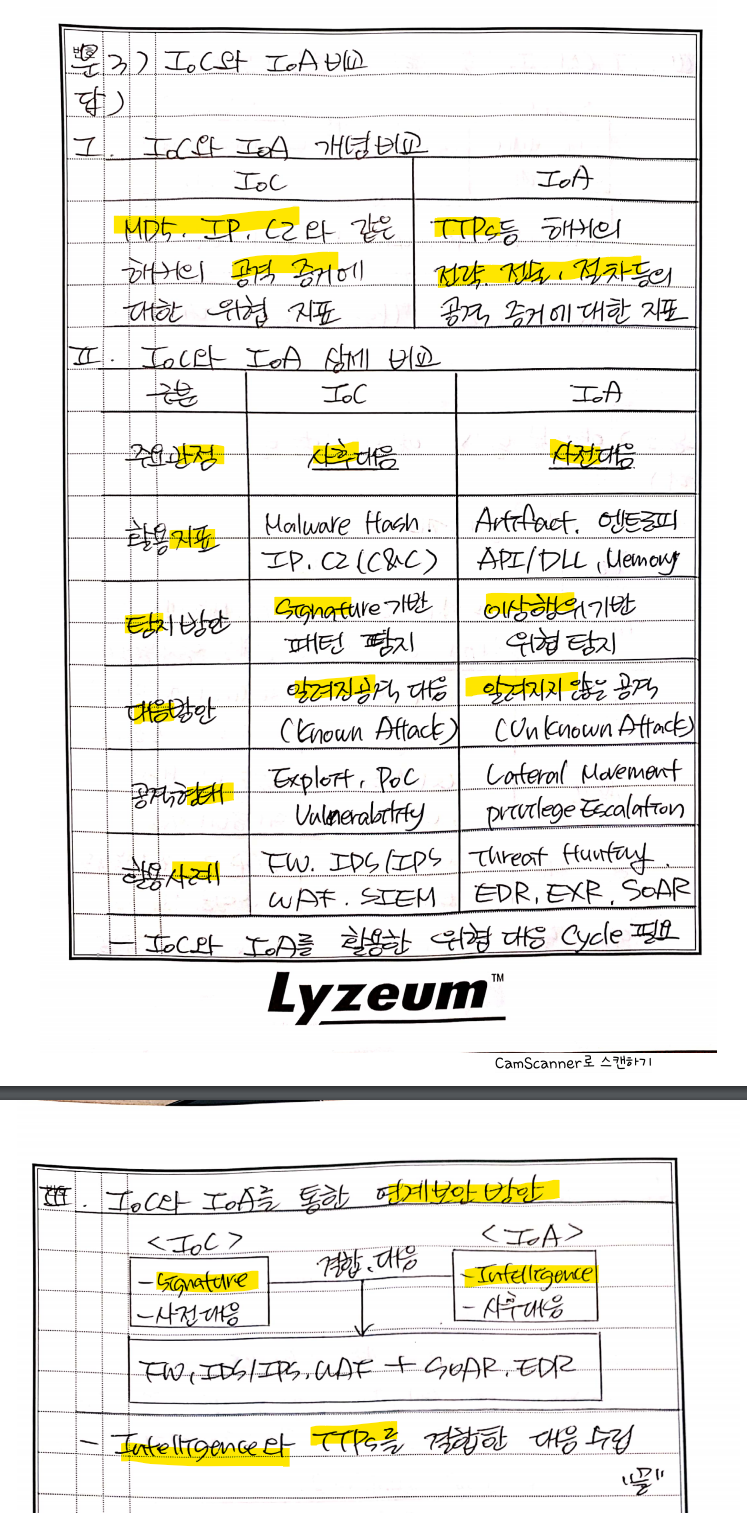 문3) IoC와 IoA 비교
답)
I. IoC와 IoA 개념비교
IoC IoA
MD5, IP, C2와 같은 TTPs등 해커의
해커의 공격 증거에 전략, 전술, 절차등의
대한 위협 지표 공격 증거에 대한 지표
II. IoC와 IoA 상세 비교
구분 IoC IoA
주요관점 사후대응 사전대응
활용지표 Malware Hash. Artifact, 엔트로피
IP, C2(C&C) API/DLL, Memory
탐지방안 Signature 기반 이상행위기반
패턴 탐지 위협 탐지
대응방안 알려진공격 대응 알려지지 않은 공격
(Known Attack) (UnKnown Attack)
공격형태 Exploit, PoC Lateral Movement
Vulnerability privilege Escalation
활용사례 FW, IDS/IPS Threat Hunting.
WAF, SIEM EDR, EXR, SOAR
- IoC와 IoA를 활용한 위협 대응 Cycle 필요
Lyzeum™
CamScanner로 스캔하기
III. IoC와 IoA를 통한 연계보안 방안
<IoC> <IoA>
결합, 대응
- Signature - Intelligence
- 사전대응 - 사후대응
FW, IDS/IPS, WAF + SOAR, EDR
- Intelligence와 TTPs를 결합한 대응 수립
"끝"